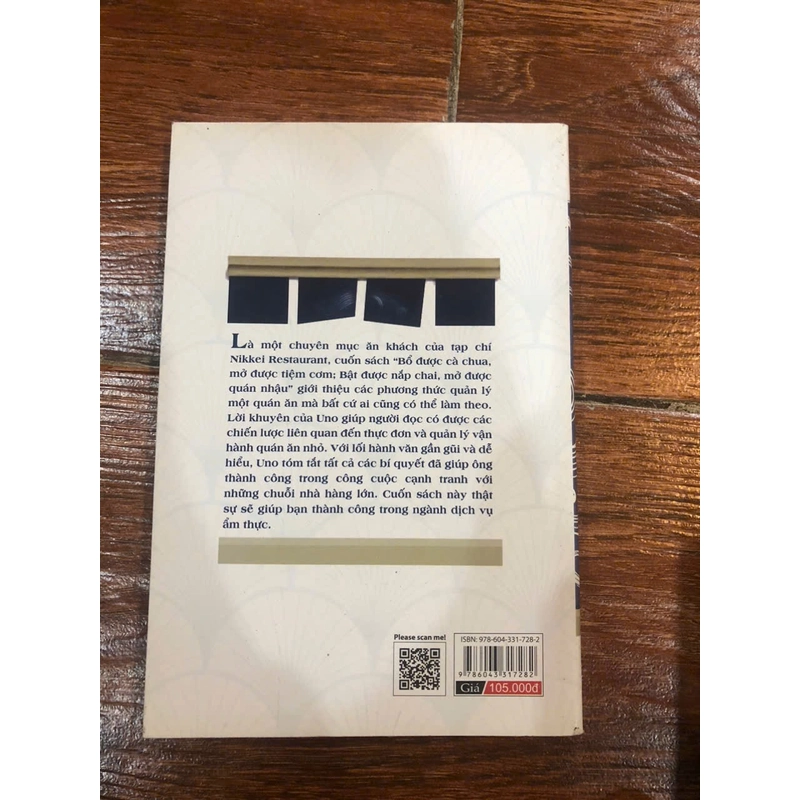 Là một chuyên mục ăn khách của tạp chí
Nikkei Restaurant, cuốn sách “Bổ được cà chua,
mở được tiệm cơm; Bật được nắp chai, mở được
quán nhậu” giới thiệu các phương thức quản lý
một quán ăn mà bất cứ ai cũng có thể làm theo.
Lời khuyên của Uno giúp người đọc có được các
chiến lược liên quan đến thực đơn và quản lý vận
hành quán ăn nhỏ. Với lối hành văn gần gũi và dễ
hiểu, Uno tóm tắt tất cả các bí quyết đã giúp ông
thành công trong công cuộc cạnh tranh với
những chuỗi nhà hàng lớn. Cuốn sách này thật
sự sẽ giúp bạn thành công trong ngành dịch vụ
ẩm thực.
Please scan me!
ISBN: 978-604-331-728-2
9 786043 317282
Giá 105.000đ